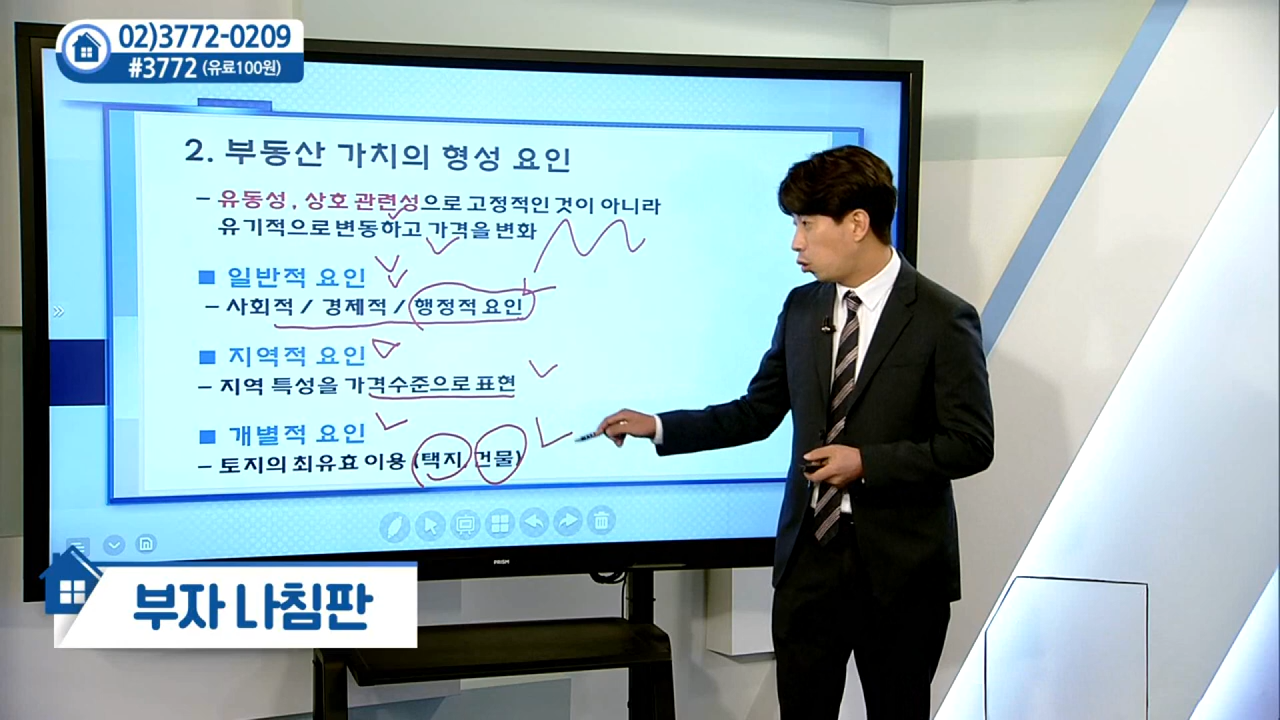 02)3772-0209
#3772 (유료100원)
2. 부동산 가치의 형성 요인
– 유동성, 상호 관련성으로 고정적인 것이 아니라
유기적으로 변동하고 가격을 변화
■ 일반적 요인
– 사회적 / 경제적 / 행정적 요인
■ 지역적 요인
– 지역 특성을 가격수준으로 표현
■ 개별적 요인
– 토지의 최유효 이용 (택지, 건물)
PRISM
부자 나침판